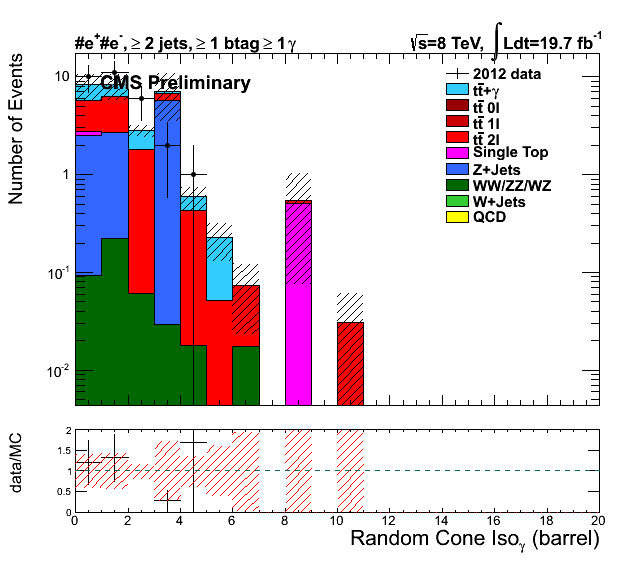 #e⁺#e⁻, ≥ 2 jets, ≥ 1 btag ≥ 1γ
√s=8 TeV, ∫Ldt=19.7 fb⁻¹
CMS Preliminary
2012 data
tt̄+γ
tt̄ 0l
tt̄ 1l
tt̄ 2l
Single Top
Z+Jets
WW/ZZ/WZ
W+Jets
QCD
Number of Events
10
1
10⁻¹
10⁻²
data/MC
2
1.5
1
0.5
0
0 2 4 6 8 10 12 14 16 18 20
Random Cone Isoᵧ (barrel)